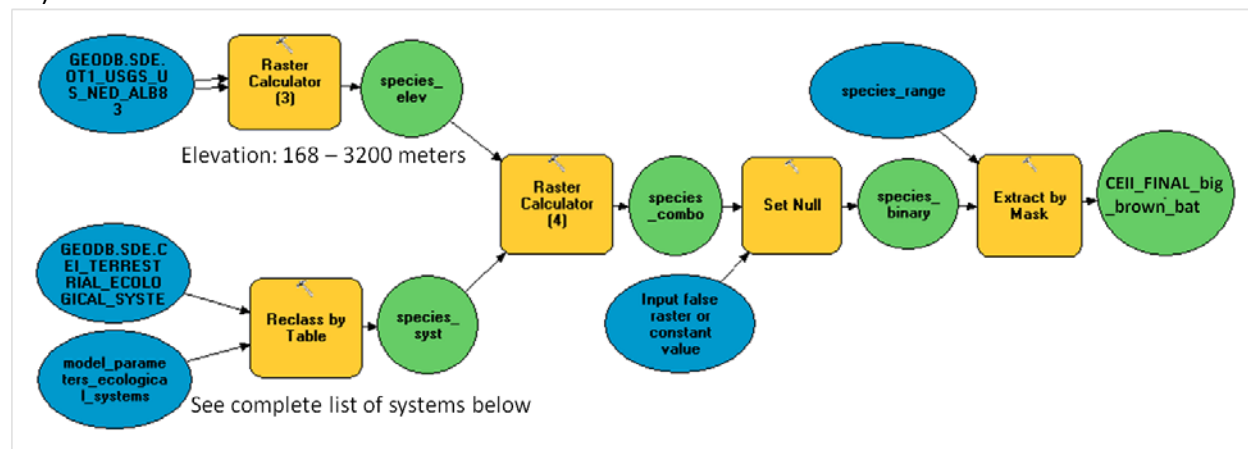 GEODB.SDE.
OT1_USGS_U
S_NED_ALB8
3
Raster
Calculator
(3)
species_
elev
Elevation: 168 – 3200 meters
GEODB.SDE.C
EI_TERREST
RIAL_ECOLO
GICAL_SYSTE
model_parame
ters_ecologica
l_systems
Reclass by
Table
species_
syst
See complete list of systems below
Raster
Calculator
(4)
species
_combo
Set Null
Input false
raster or
constant
value
species_
binary
species_range
Extract by
Mask
CEII_FINAL_big
_brown_bat